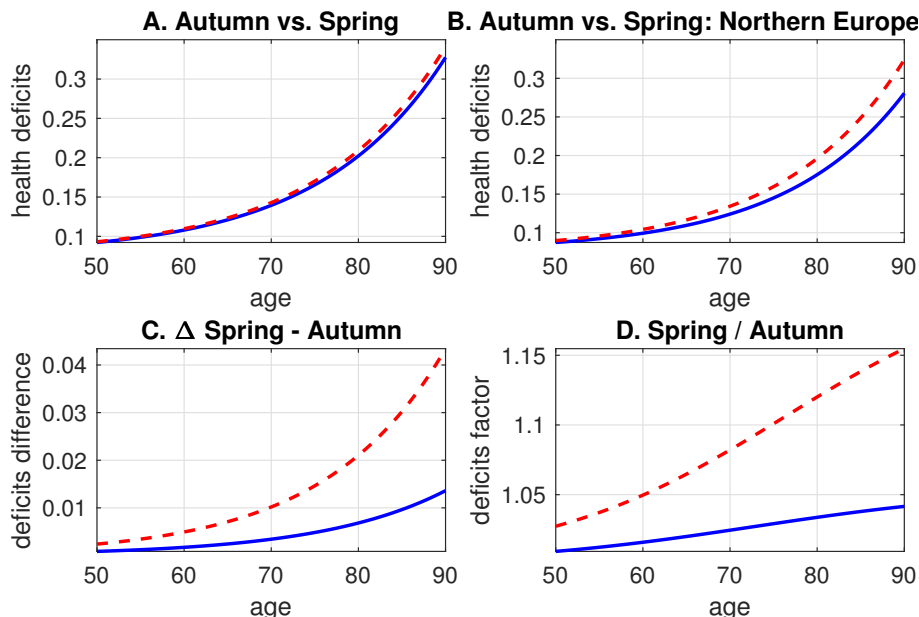 A. Autumn vs. Spring
health deficits
0.3
0.25
0.2
0.15
0.1
50 60 70 80 90
age
B. Autumn vs. Spring: Northern Europe
health deficits
0.3
0.25
0.2
0.15
0.1
50 60 70 80 90
age
C. Δ Spring - Autumn
deficits difference
0.04
0.03
0.02
0.01
50 60 70 80 90
age
D. Spring / Autumn
deficits factor
1.15
1.1
1.05
50 60 70 80 90
age